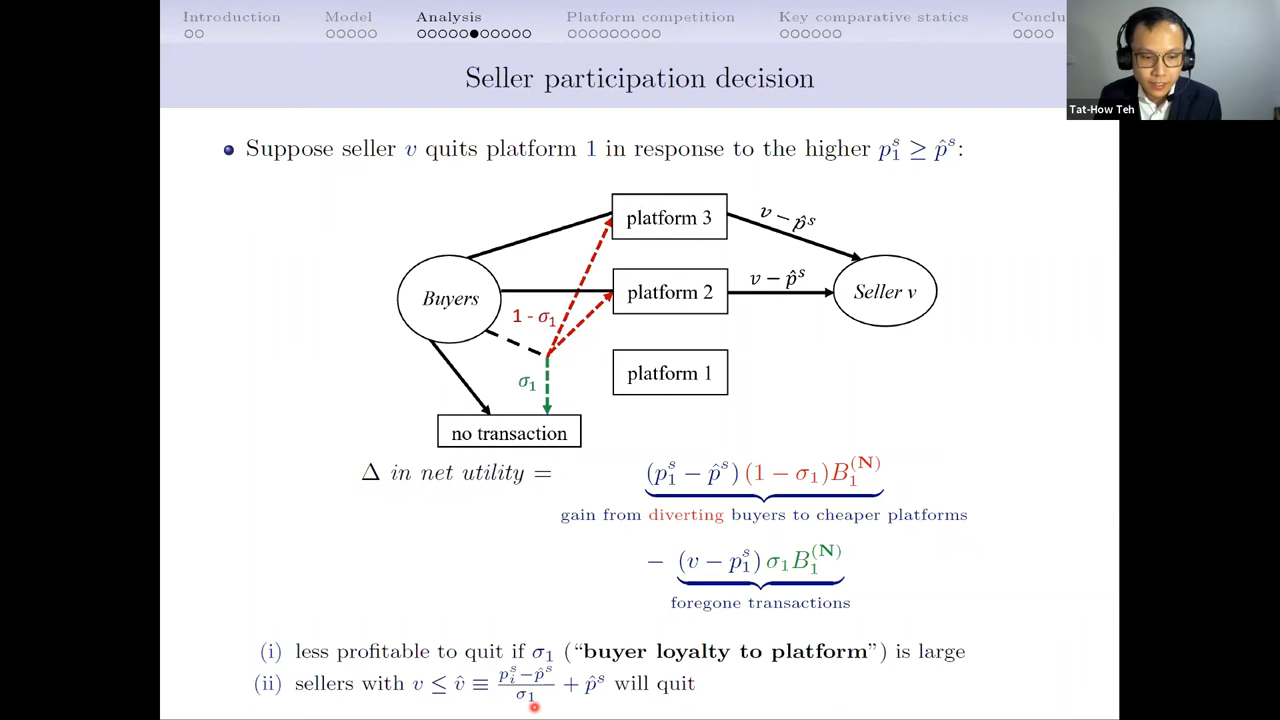 Introduction Model Analysis Platform competition Key comparative statics Conclu
Seller participation decision
Tat-How Teh
Suppose seller v quits platform 1 in response to the higher p₁ˢ ≥ p̂ˢ:
platform 3
v − p̂ˢ
platform 2
v − p̂ˢ
Seller v
Buyers
1 - σ₁
platform 1
σ₁
no transaction
Δ in net utility = (p₁ˢ − p̂ˢ) (1 − σ₁)B₁⁽ᴺ⁾
gain from diverting buyers to cheaper platforms
− (v − p₁ˢ) σ₁B₁⁽ᴺ⁾
foregone transactions
(i) less profitable to quit if σ₁ (“buyer loyalty to platform”) is large
(ii) sellers with v ≤ v̂ ≡ (pᵢˢ−p̂ˢ)/σ₁ + p̂ˢ will quit